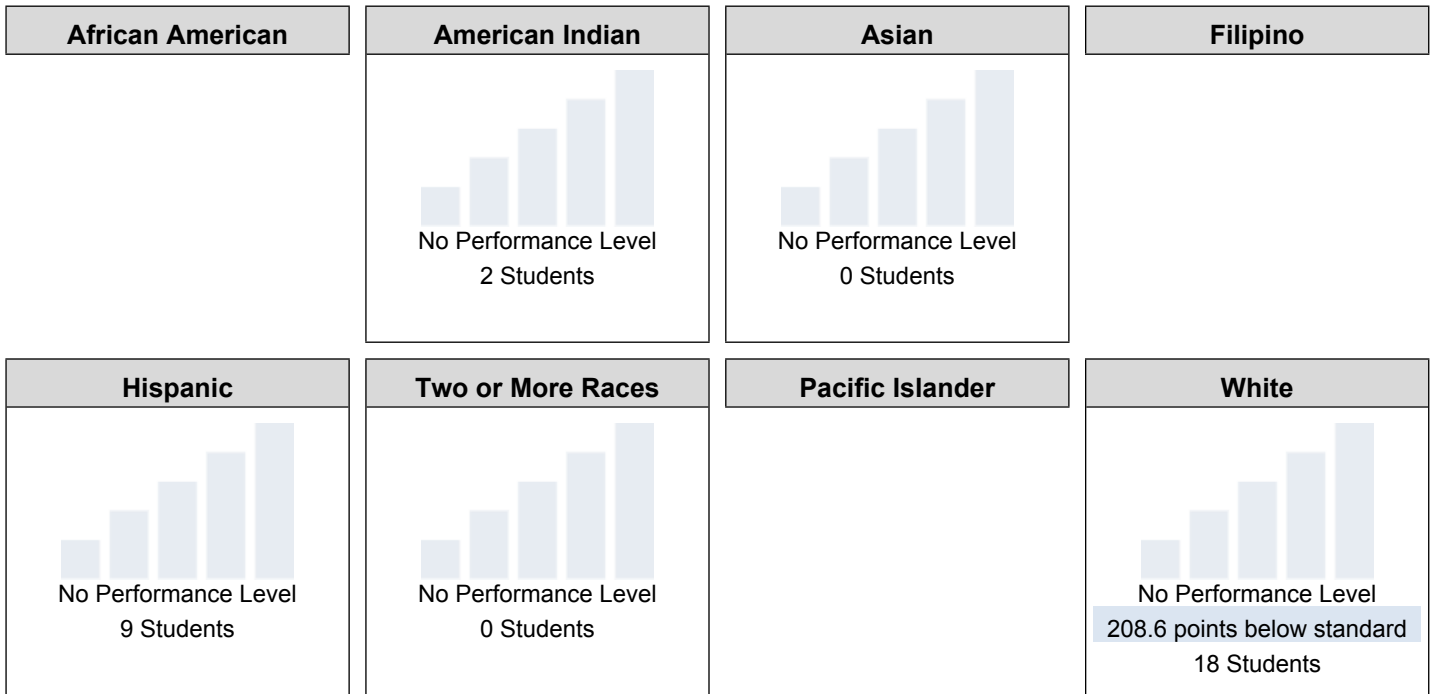 African American
American Indian
Asian
Filipino
No Performance Level
2 Students
No Performance Level
0 Students
Hispanic
Two or More Races
Pacific Islander
White
No Performance Level
9 Students
No Performance Level
0 Students
No Performance Level
208.6 points below standard
18 Students